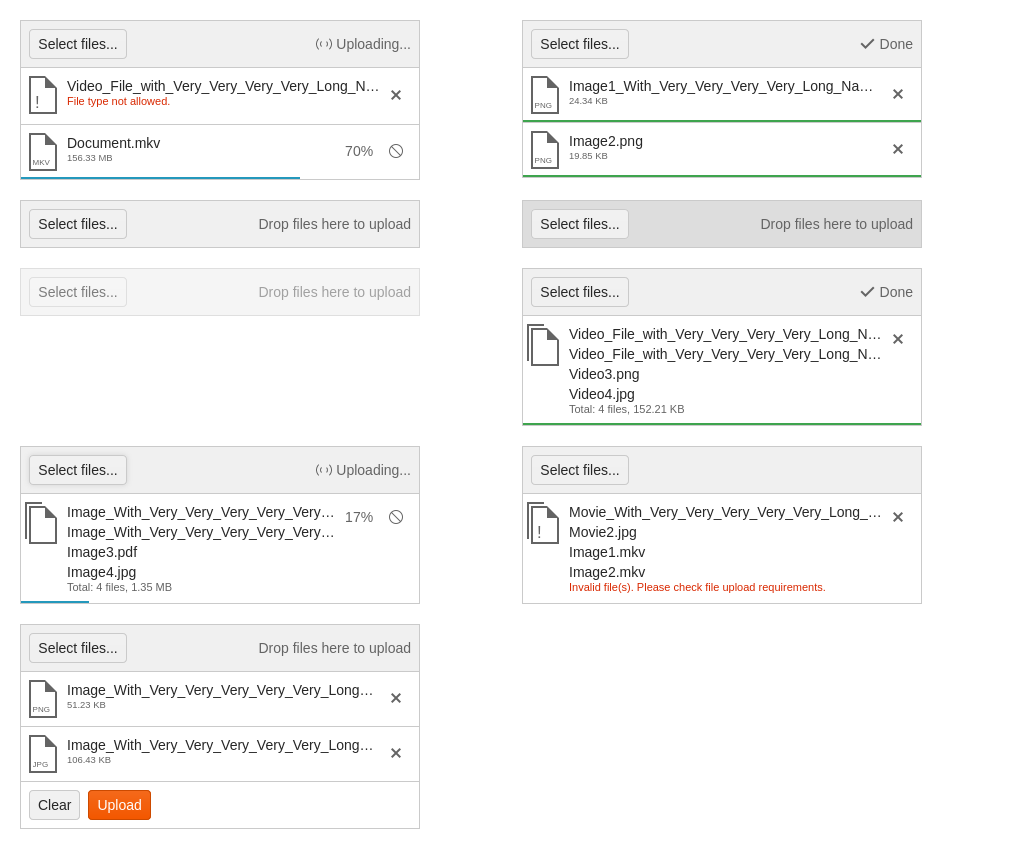 Select files...
Uploading...
!
Video_File_with_Very_Very_Very_Very_Long_N...
File type not allowed.
MKV
Document.mkv
156.33 MB
70%
Select files...
Done
PNG
Image1_With_Very_Very_Very_Very_Long_Na...
24.34 KB
PNG
Image2.png
19.85 KB
Select files...
Drop files here to upload
Select files...
Drop files here to upload
Select files...
Drop files here to upload
Select files...
Done
Video_File_with_Very_Very_Very_Very_Long_N...
Video_File_with_Very_Very_Very_Very_Long_N...
Video3.png
Video4.jpg
Total: 4 files, 152.21 KB
Select files...
Uploading...
Image_With_Very_Very_Very_Very_Very...
17%
Image_With_Very_Very_Very_Very_Very...
Image3.pdf
Image4.jpg
Total: 4 files, 1.35 MB
Select files...
!
Movie_With_Very_Very_Very_Very_Very_Long_...
Movie2.jpg
Image1.mkv
Image2.mkv
Invalid file(s). Please check file upload requirements.
Select files...
Drop files here to upload
PNG
Image_With_Very_Very_Very_Very_Very_Long...
51.23 KB
JPG
Image_With_Very_Very_Very_Very_Very_Long...
106.43 KB
Clear
Upload